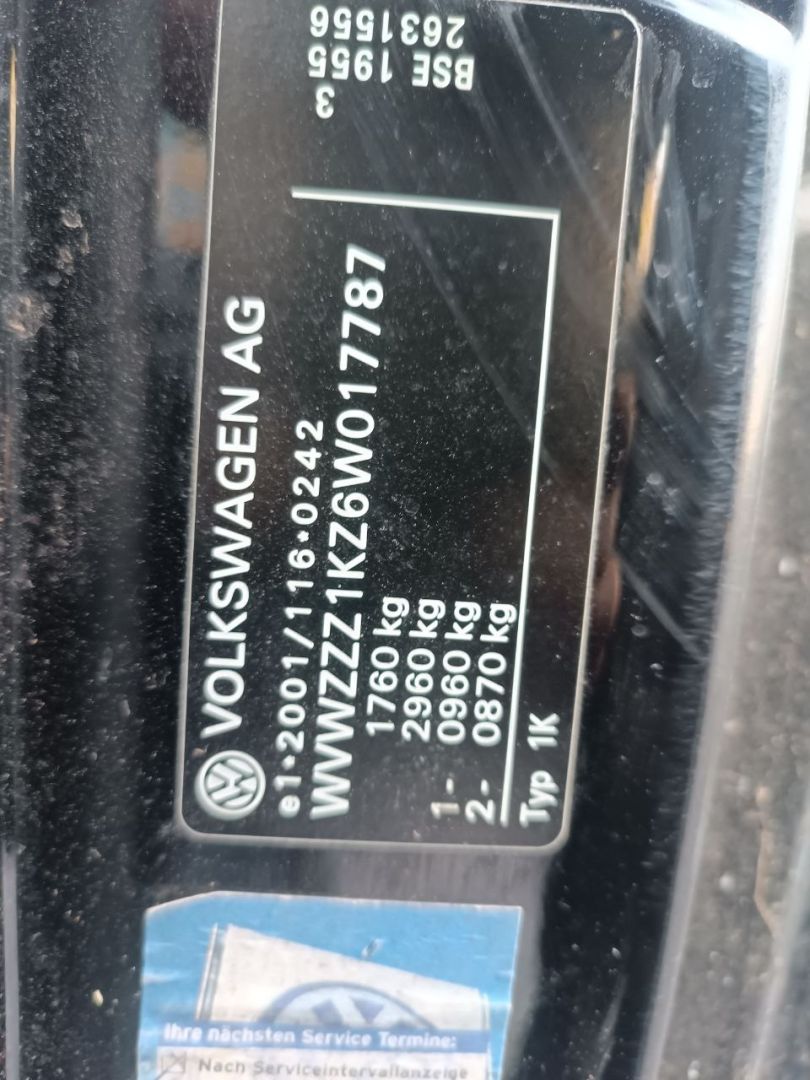 VOLKSWAGEN AG
e1*2001/116*0242
WVWZZZ1KZ6W017787
1760 kg
2960 kg
1- 0960 kg
2- 0870 kg
Typ 1K
3
BSE 1955
2631556
Ihre nächsten Service Termine:
Nach Serviceintervallanzeige